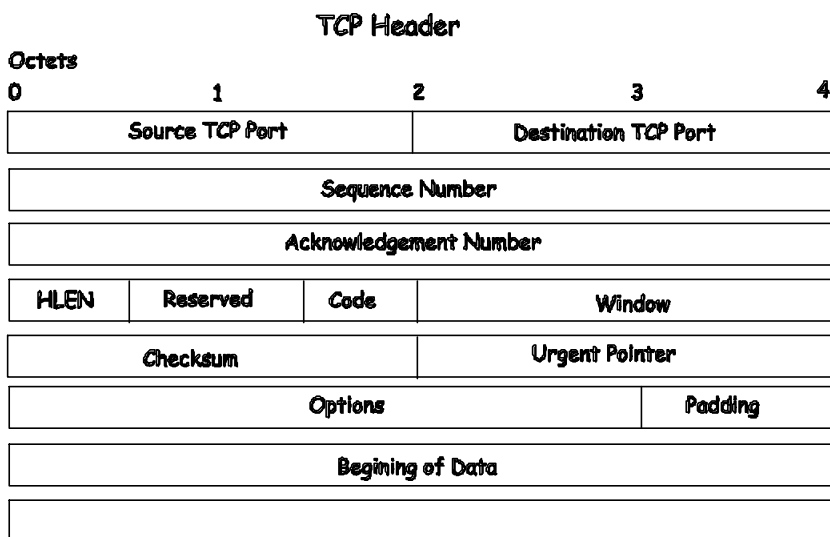 TCP Header
Octets
0 1 2 3 4
Source TCP Port Destination TCP Port
Sequence Number
Acknowledgement Number
HLEN Reserved Code Window
Checksum Urgent Pointer
Options Padding
Begining of Data